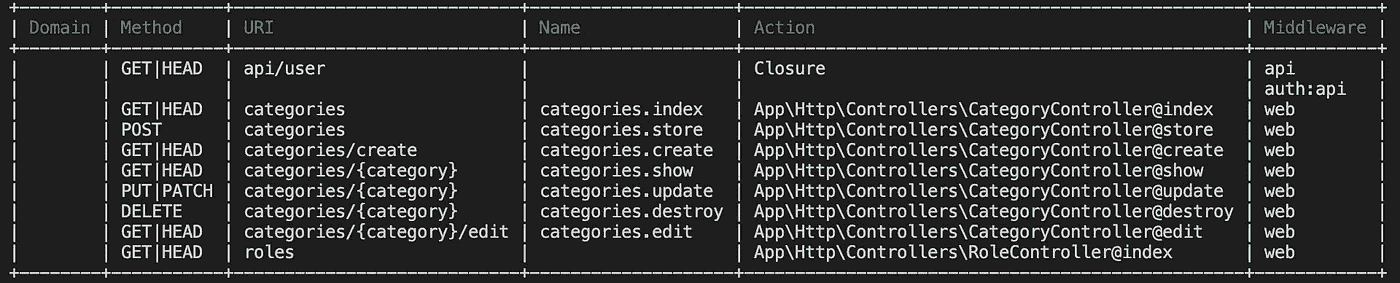 +--------+-----------+----------------------------+--------------------+-------------------------------------------------+------------+
| Domain | Method    | URI                        | Name               | Action                                          | Middleware |
+--------+-----------+----------------------------+--------------------+-------------------------------------------------+------------+
|        | GET|HEAD  | api/user                   |                    | Closure                                         | api        |
|        |           |                            |                    |                                                 | auth:api   |
|        | GET|HEAD  | categories                 | categories.index   | App\Http\Controllers\CategoryController@index   | web        |
|        | POST      | categories                 | categories.store   | App\Http\Controllers\CategoryController@store   | web        |
|        | GET|HEAD  | categories/create          | categories.create  | App\Http\Controllers\CategoryController@create  | web        |
|        | GET|HEAD  | categories/{category}      | categories.show    | App\Http\Controllers\CategoryController@show    | web        |
|        | PUT|PATCH | categories/{category}      | categories.update  | App\Http\Controllers\CategoryController@update  | web        |
|        | DELETE    | categories/{category}      | categories.destroy | App\Http\Controllers\CategoryController@destroy | web        |
|        | GET|HEAD  | categories/{category}/edit | categories.edit    | App\Http\Controllers\CategoryController@edit    | web        |
|        | GET|HEAD  | roles                      |                    | App\Http\Controllers\RoleController@index       | web        |
+--------+-----------+----------------------------+--------------------+-------------------------------------------------+------------+